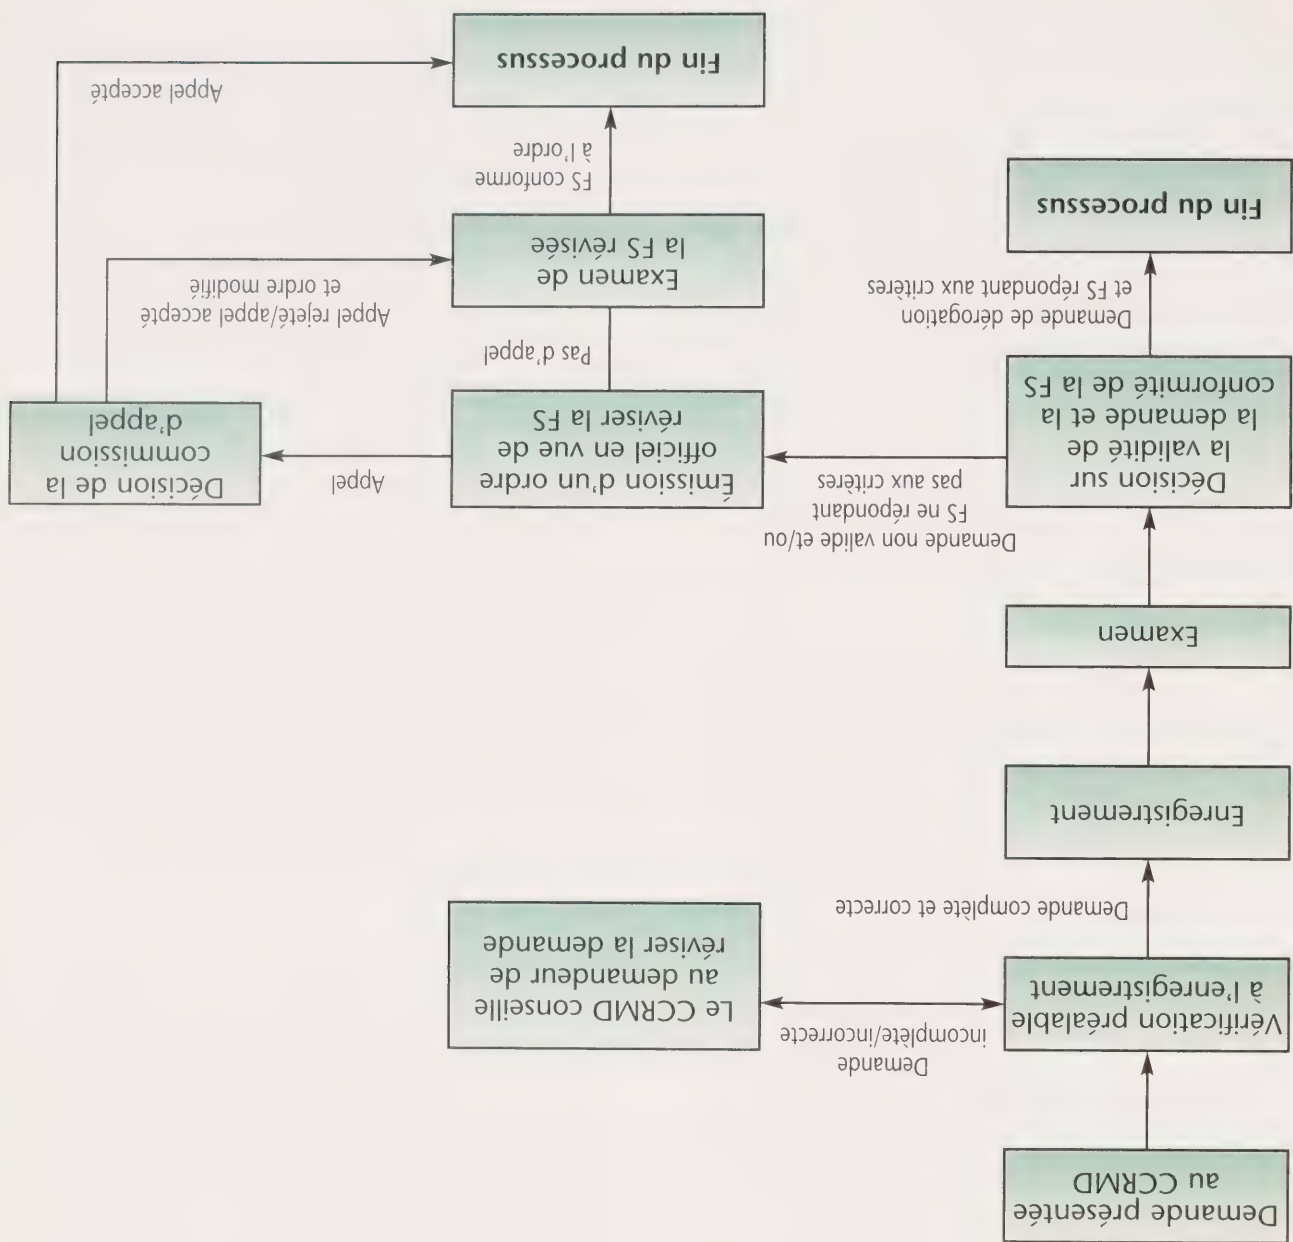 Demande présentée
au CCRMD
Vérification préalable
à l'enregistrement
Demande
incomplète/incorrecte
Le CCRMD conseille
au demandeur de
réviser la demande
Demande complète et correcte
Enregistrement
Examen
Décision sur
la validité de
la demande et la
conformité de la FS
Demande non valide et/ou
FS ne répondant
pas aux critères
Émission d'un ordre
officiel en vue de
réviser la FS
Appel
Décision de la
commission
d'appel
Demande de dérogation
et FS répondant aux critères
Fin du processus
Pas d'appel
Appel rejeté/appel accepté
et ordre modifié
Examen de
la FS révisée
FS conforme
à l'ordre
Appel accepté
Fin du processus